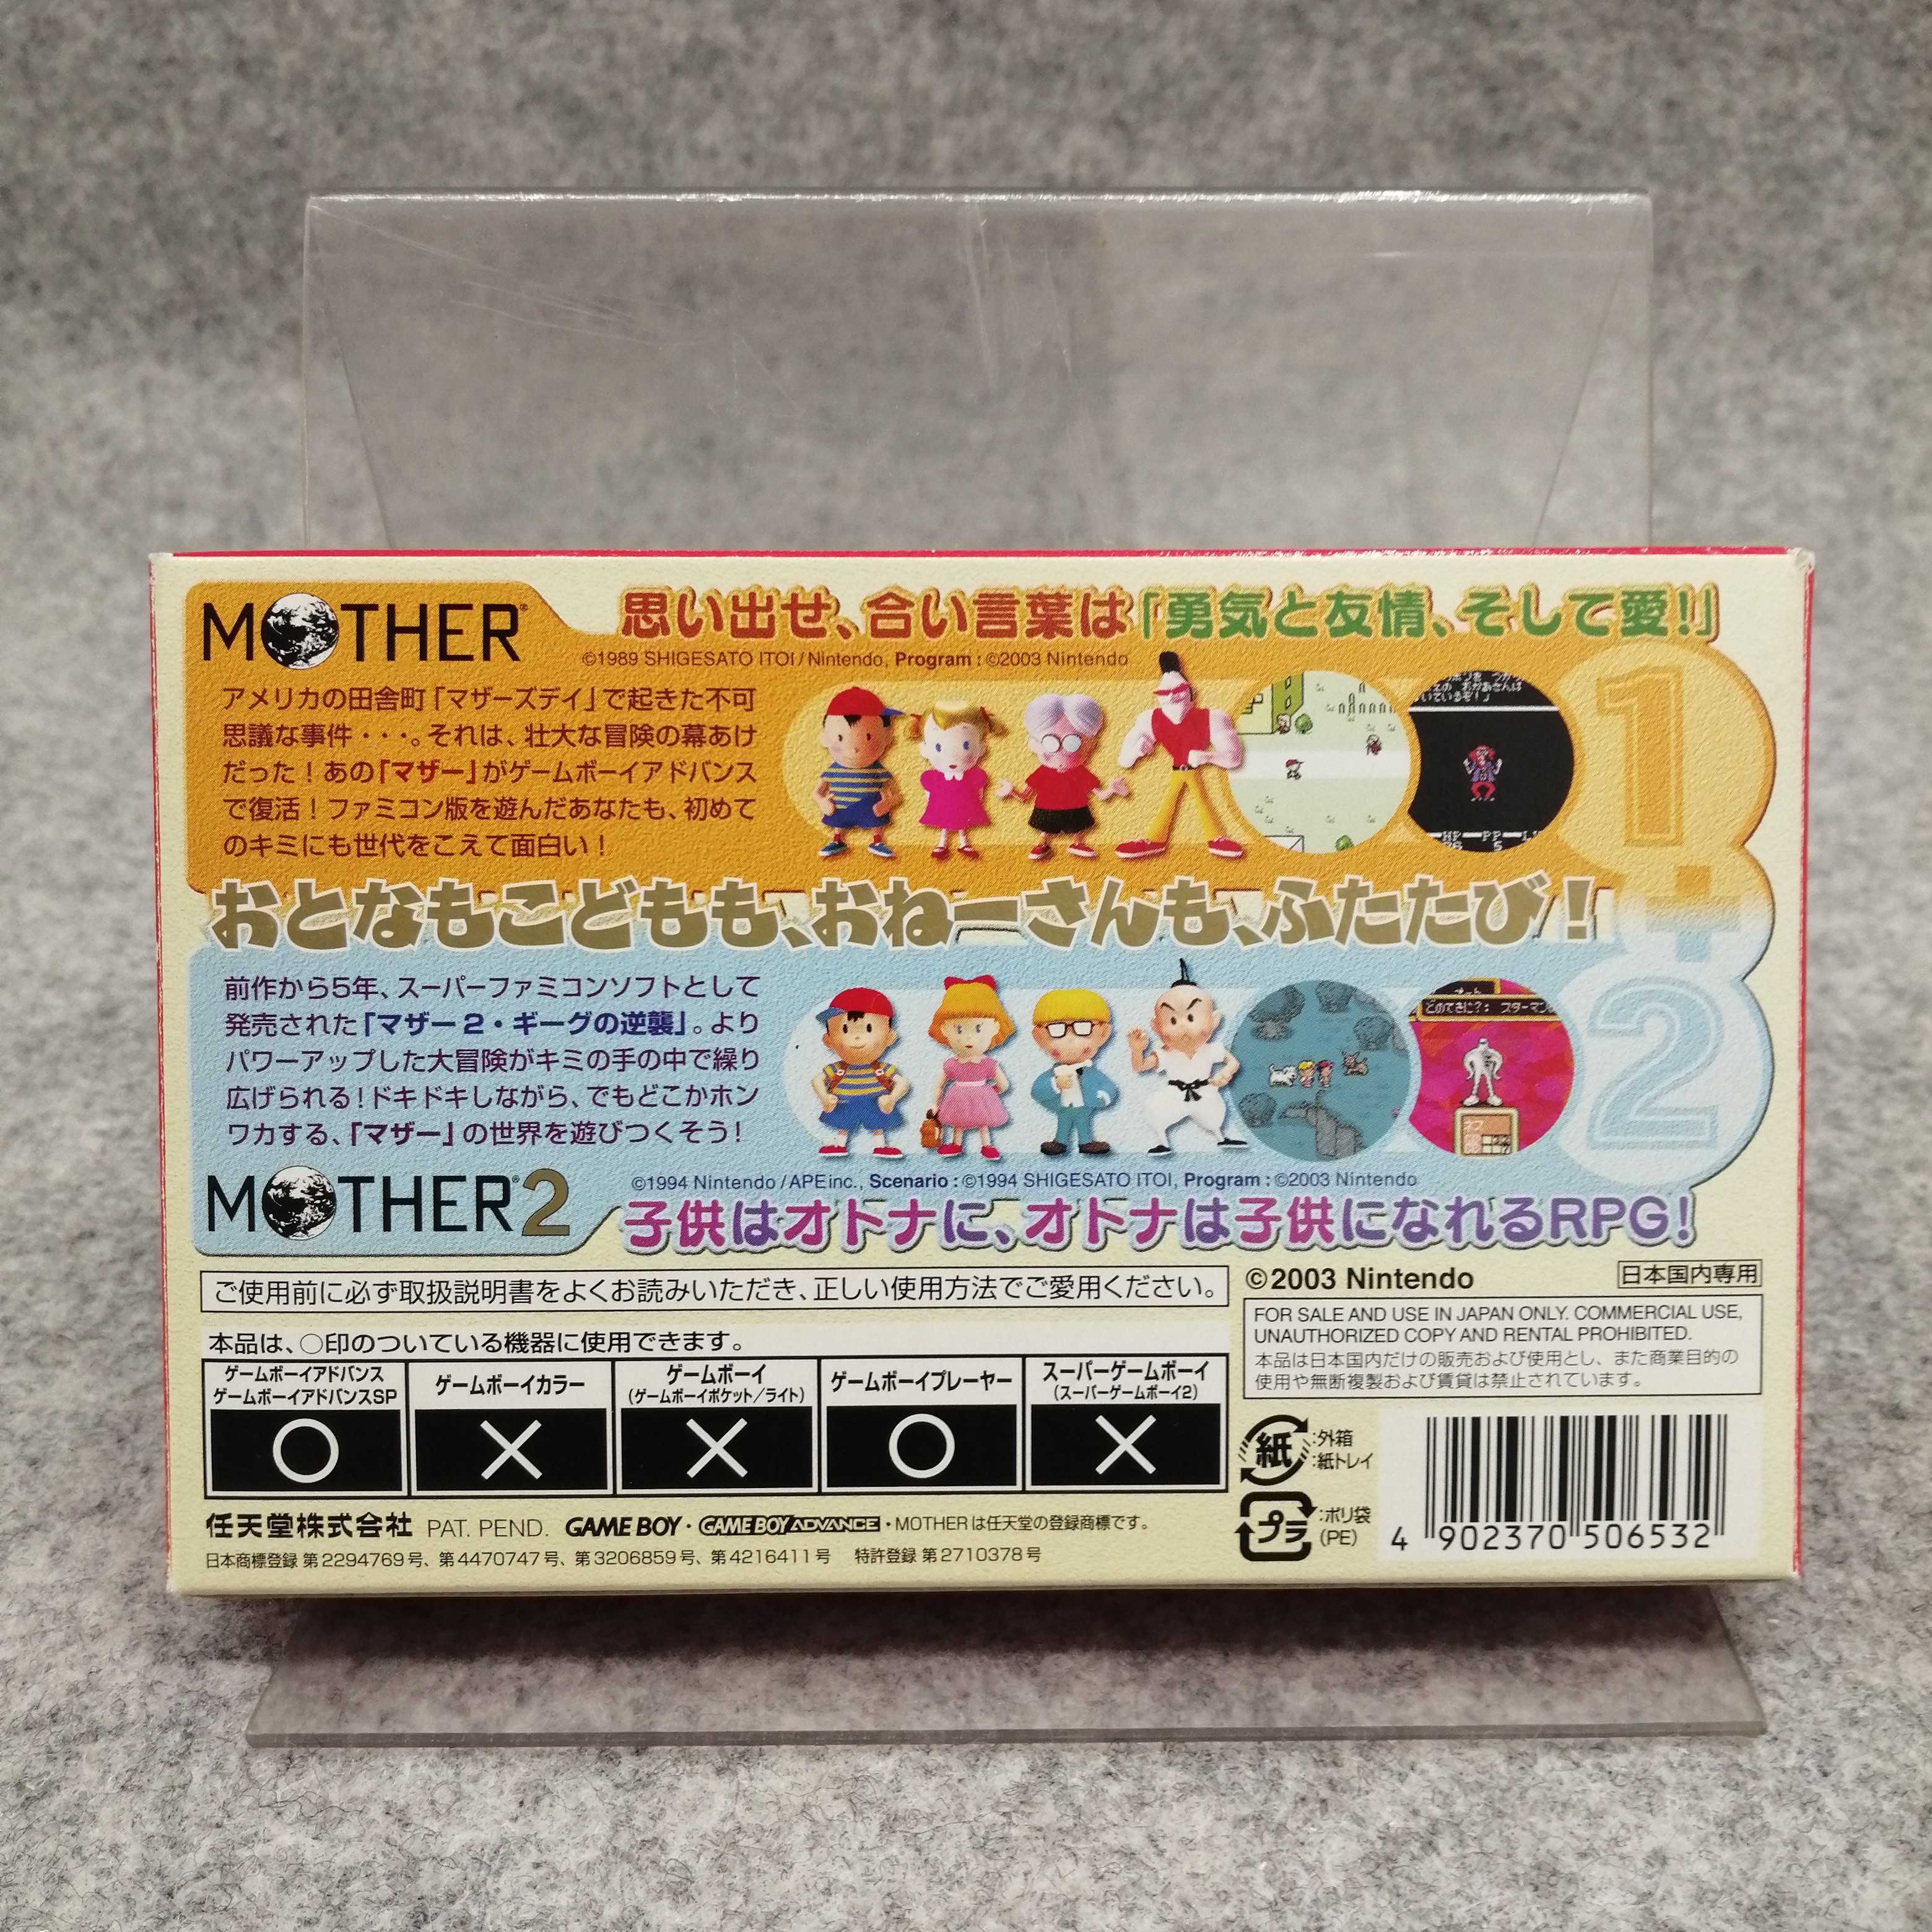 MOTHER®
思い出せ、合い言葉は「勇気と友情、そして愛!」
©1989 SHIGESATO ITOI/Nintendo, Program : ©2003 Nintendo
アメリカの田舎町「マザーズデイ」で起きた不可
思議な事件・・・。それは、壮大な冒険の幕あけ
だった!あの「マザー」がゲームボーイアドバンス
で復活!ファミコン版を遊んだあなたも、初めて
のキミにも世代をこえて面白い!
HP PP
1+2
おとなもこどもも、おねーさんも、ふたたび!
前作から5年、スーパーファミコンソフトとして
発売された「マザー2・ギーグの逆襲」。より
パワーアップした大冒険がキミの手の中で繰り
広げられる!ドキドキしながら、でもどこかホン
ワカする、「マザー」の世界を遊びつくそう!
どのてきに?: スターマン
MOTHER®2
©1994 Nintendo/APEinc., Scenario : ©1994 SHIGESATO ITOI, Program : ©2003 Nintendo
子供はオトナに、オトナは子供になれるRPG!
ご使用前に必ず取扱説明書をよくお読みいただき、正しい使用方法でご愛用ください。
©2003 Nintendo
日本国内専用
FOR SALE AND USE IN JAPAN ONLY. COMMERCIAL USE,
UNAUTHORIZED COPY AND RENTAL PROHIBITED.
本品は日本国内だけの販売および使用とし、また商業目的の
使用や無断複製および賃貸は禁止されています。
本品は、○印のついている機器に使用できます。
ゲームボーイアドバンス
ゲームボーイアドバンスSP
○
ゲームボーイカラー
×
ゲームボーイ
(ゲームボーイポケット/ライト)
×
ゲームボーイプレーヤー
○
スーパーゲームボーイ
(スーパーゲームボーイ2)
×
紙 :外箱
:紙トレイ
プラ :ポリ袋
(PE)
4 902370 506532
任天堂株式会社 PAT. PEND. GAME BOY・GAME BOY ADVANCE・MOTHERは任天堂の登録商標です。
日本商標登録 第2294769号、第4470747号、第3206859号、第4216411号 特許登録 第2710378号